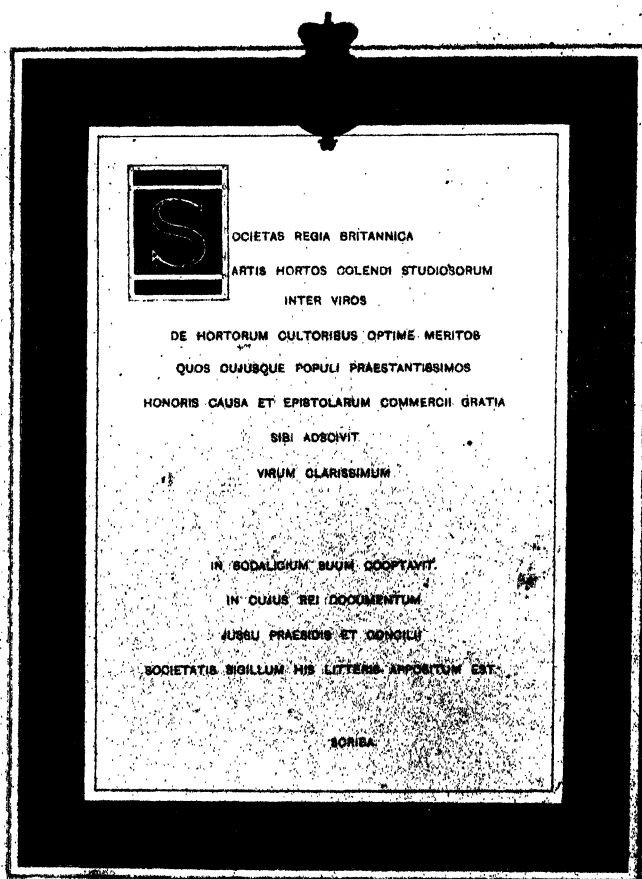 SOCIETAS REGIA BRITANNICA
ARTIS HORTOS COLENDI STUDIOSORUM
INTER VIROS
DE HORTORUM CULTORIBUS OPTIME MERITOS
QUOS CUJUSQUE POPULI PRAESTANTISSIMOS
HONORIS CAUSA ET EPISTOLARUM COMMERCII GRATIA
SIBI ADSCIVIT
VIRUM CLARISSIMUM
IN SODALICIUM SUUM COOPTAVIT.
IN CUJUS REI DOCUMENTUM
JUSSU PRAESIDIS ET CONCILII
SOCIETATIS SIGILLUM HIS LITTERIS APPOSITUM EST.
SCRIBA.